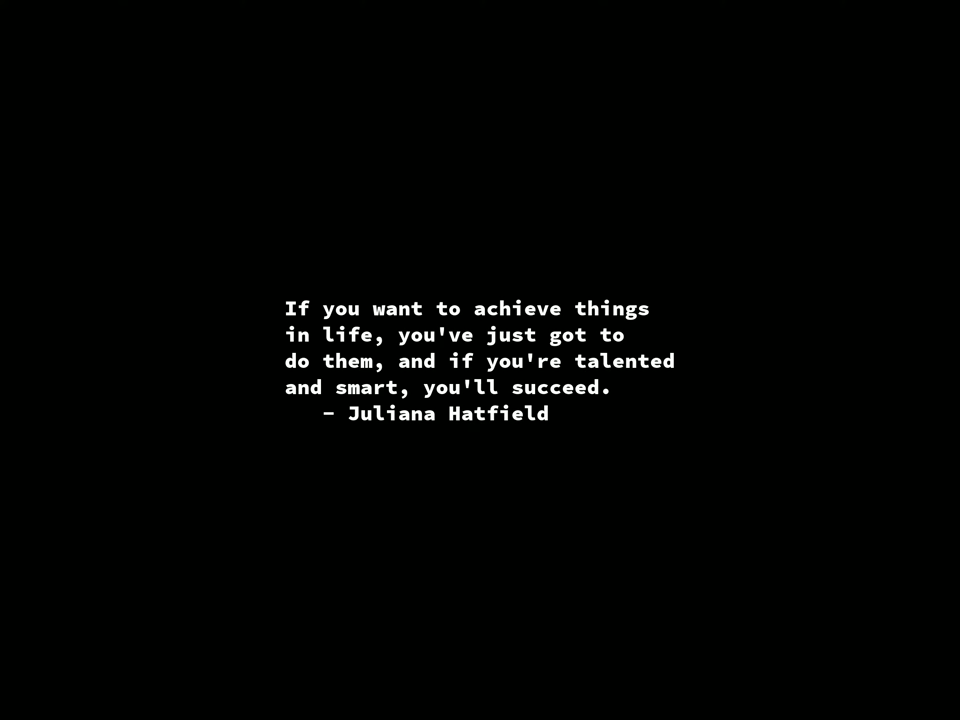 If you want to achieve things
in life, you've just got to
do them, and if you're talented
and smart, you'll succeed.
– Juliana Hatfield